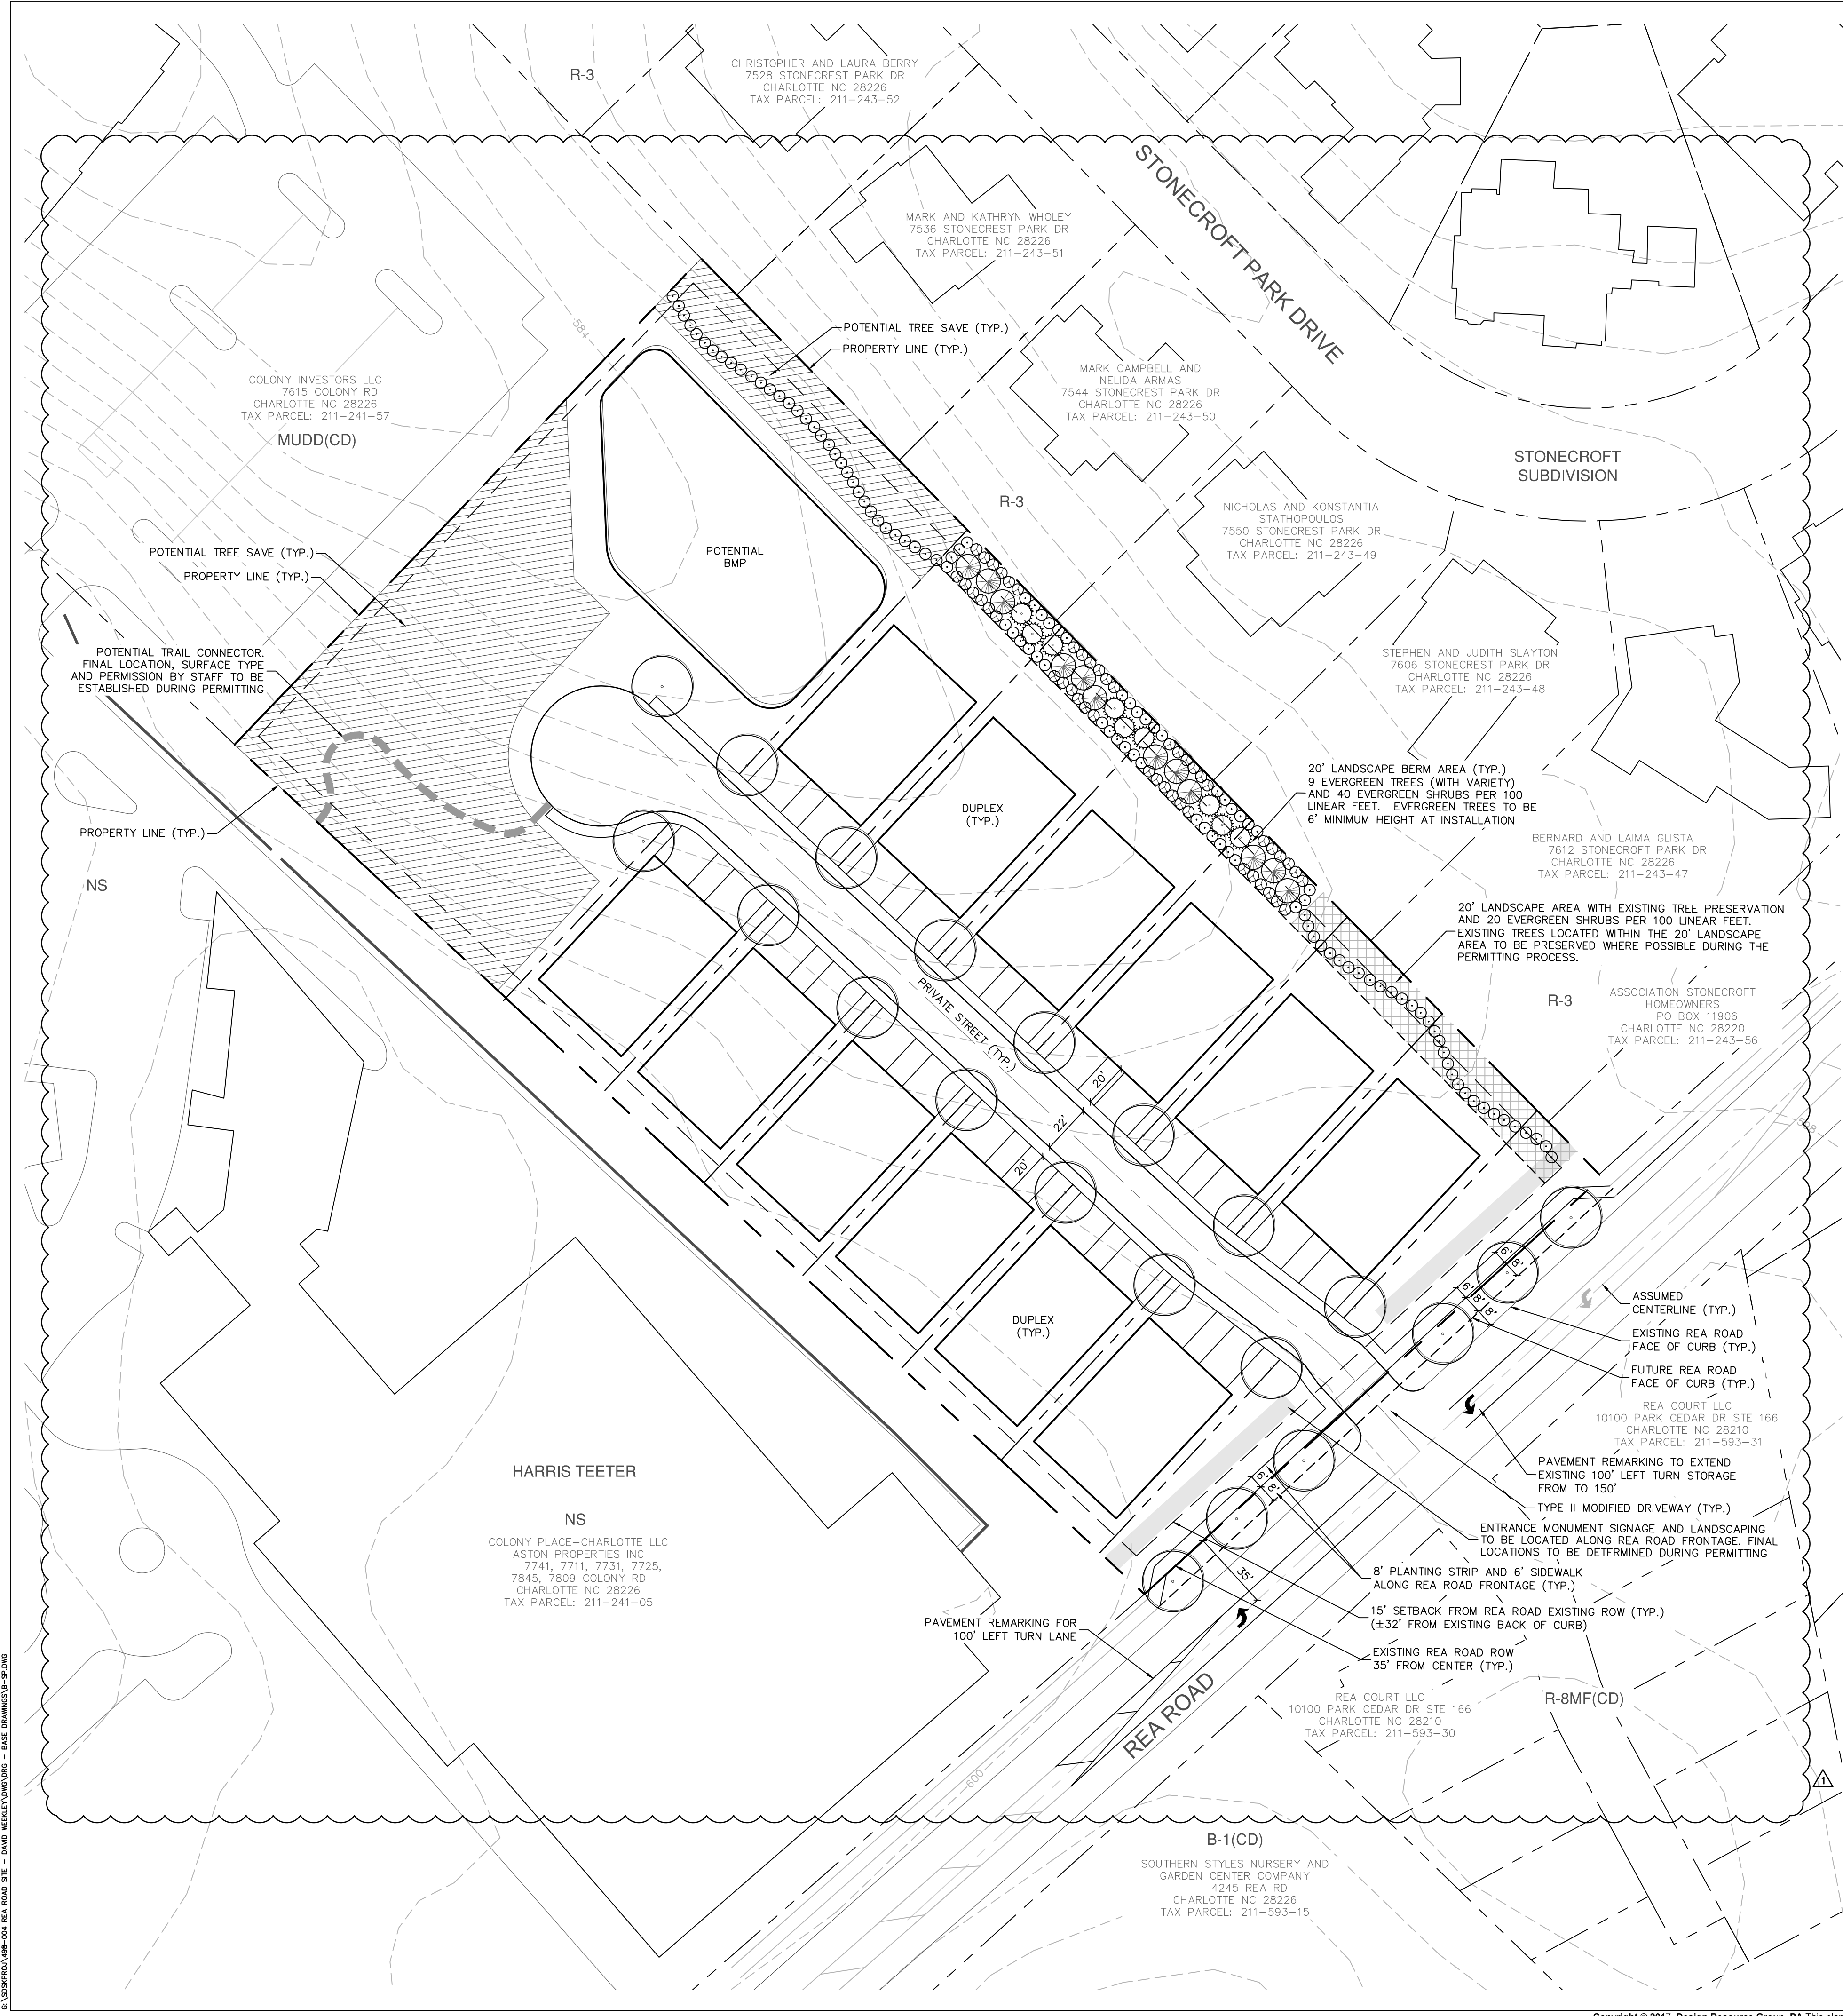 R-3
CHRISTOPHER AND LAURA BERRY
7528 STONECREST PARK DR
CHARLOTTE NC 28226
TAX PARCEL: 211-243-52
STONECROFT PARK DRIVE
MARK AND KATHRYN WHOLEY
7536 STONECREST PARK DR
CHARLOTTE NC 28226
TAX PARCEL: 211-243-51
584
POTENTIAL TREE SAVE (TYP.)
PROPERTY LINE (TYP.)
MARK CAMPBELL AND
NELIDA ARMAS
7544 STONECREST PARK DR
CHARLOTTE NC 28226
TAX PARCEL: 211-243-50
COLONY INVESTORS LLC
7615 COLONY RD
CHARLOTTE NC 28226
TAX PARCEL: 211-241-57
MUDD(CD)
STONECROFT
SUBDIVISION
R-3
NICHOLAS AND KONSTANTIA
STATHOPOULOS
7550 STONECREST PARK DR
CHARLOTTE NC 28226
TAX PARCEL: 211-243-49
POTENTIAL
BMP
POTENTIAL TREE SAVE (TYP.)
PROPERTY LINE (TYP.)
POTENTIAL TRAIL CONNECTOR.
FINAL LOCATION, SURFACE TYPE
AND PERMISSION BY STAFF TO BE
ESTABLISHED DURING PERMITTING
STEPHEN AND JUDITH SLAYTON
7606 STONECREST PARK DR
CHARLOTTE NC 28226
TAX PARCEL: 211-243-48
20' LANDSCAPE BERM AREA (TYP.)
9 EVERGREEN TREES (WITH VARIETY)
AND 40 EVERGREEN SHRUBS PER 100
LINEAR FEET. EVERGREEN TREES TO BE
6' MINIMUM HEIGHT AT INSTALLATION
DUPLEX
(TYP.)
PROPERTY LINE (TYP.)
BERNARD AND LAIMA GLISTA
7612 STONECROFT PARK DR
CHARLOTTE NC 28226
TAX PARCEL: 211-243-47
NS
20' LANDSCAPE AREA WITH EXISTING TREE PRESERVATION
AND 20 EVERGREEN SHRUBS PER 100 LINEAR FEET.
EXISTING TREES LOCATED WITHIN THE 20' LANDSCAPE
AREA TO BE PRESERVED WHERE POSSIBLE DURING THE
PERMITTING PROCESS.
R-3
ASSOCIATION STONECROFT
HOMEOWNERS
PO BOX 11906
CHARLOTTE NC 28220
TAX PARCEL: 211-243-56
PRIVATE STREET (TYP.)
20'
22'
20'
6'
8'
6'
8'
8'
ASSUMED
CENTERLINE (TYP.)
EXISTING REA ROAD
FACE OF CURB (TYP.)
FUTURE REA ROAD
FACE OF CURB (TYP.)
DUPLEX
(TYP.)
REA COURT LLC
10100 PARK CEDAR DR STE 166
CHARLOTTE NC 28210
TAX PARCEL: 211-593-31
PAVEMENT REMARKING TO EXTEND
EXISTING 100' LEFT TURN STORAGE
FROM TO 150'
TYPE II MODIFIED DRIVEWAY (TYP.)
ENTRANCE MONUMENT SIGNAGE AND LANDSCAPING
TO BE LOCATED ALONG REA ROAD FRONTAGE. FINAL
LOCATIONS TO BE DETERMINED DURING PERMITTING
HARRIS TEETER
NS
COLONY PLACE-CHARLOTTE LLC
ASTON PROPERTIES INC
7741, 7711, 7731, 7725,
7845, 7809 COLONY RD
CHARLOTTE NC 28226
TAX PARCEL: 211-241-05
6'
8'
35'
8' PLANTING STRIP AND 6' SIDEWALK
ALONG REA ROAD FRONTAGE (TYP.)
15' SETBACK FROM REA ROAD EXISTING ROW (TYP.)
(±32' FROM EXISTING BACK OF CURB)
PAVEMENT REMARKING FOR
100' LEFT TURN LANE
EXISTING REA ROAD ROW
35' FROM CENTER (TYP.)
REA ROAD
REA COURT LLC
10100 PARK CEDAR DR STE 166
CHARLOTTE NC 28210
TAX PARCEL: 211-593-30
R-8MF(CD)
600
1
B-1(CD)
SOUTHERN STYLES NURSERY AND
GARDEN CENTER COMPANY
4245 REA RD
CHARLOTTE NC 28226
TAX PARCEL: 211-593-15
G:\SDSKPROJ\498-004 REA ROAD SITE - DAVID WEEKLEY\DWG\DRG - BASE DRAWINGS\B-SP.DWG